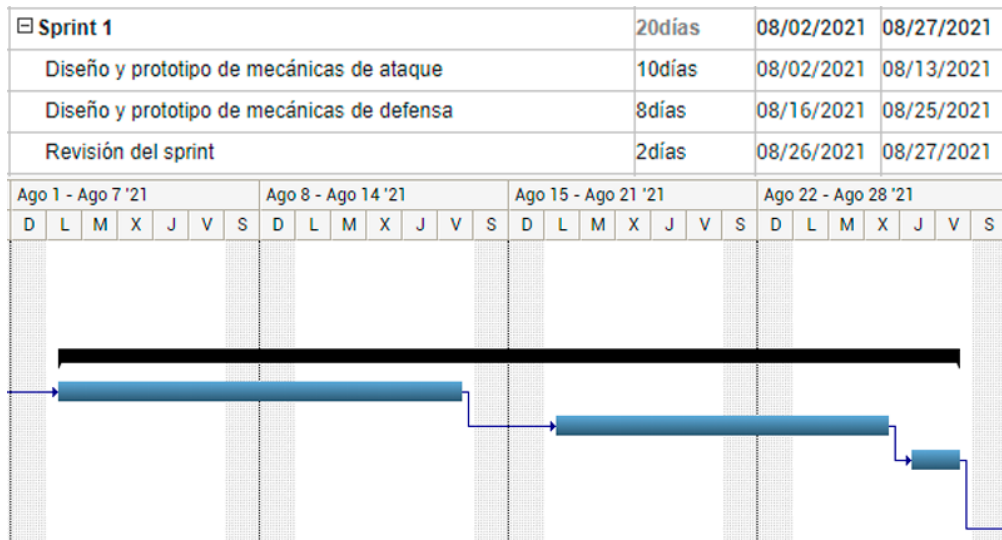 Sprint 1 20días 08/02/2021 08/27/2021
Diseño y prototipo de mecánicas de ataque 10días 08/02/2021 08/13/2021
Diseño y prototipo de mecánicas de defensa 8días 08/16/2021 08/25/2021
Revisión del sprint 2días 08/26/2021 08/27/2021
Ago 1 - Ago 7 '21 Ago 8 - Ago 14 '21 Ago 15 - Ago 21 '21 Ago 22 - Ago 28 '21
D L M X J V S D L M X J V S D L M X J V S D L M X J V S